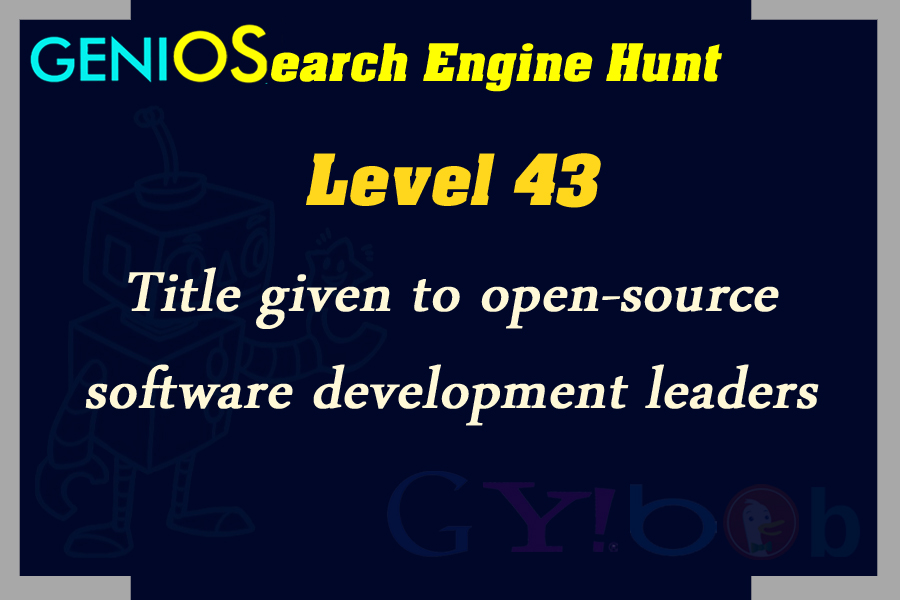 GENIOSearch Engine Hunt
Level 43
Title given to open-source
software development leaders
G Y! b b